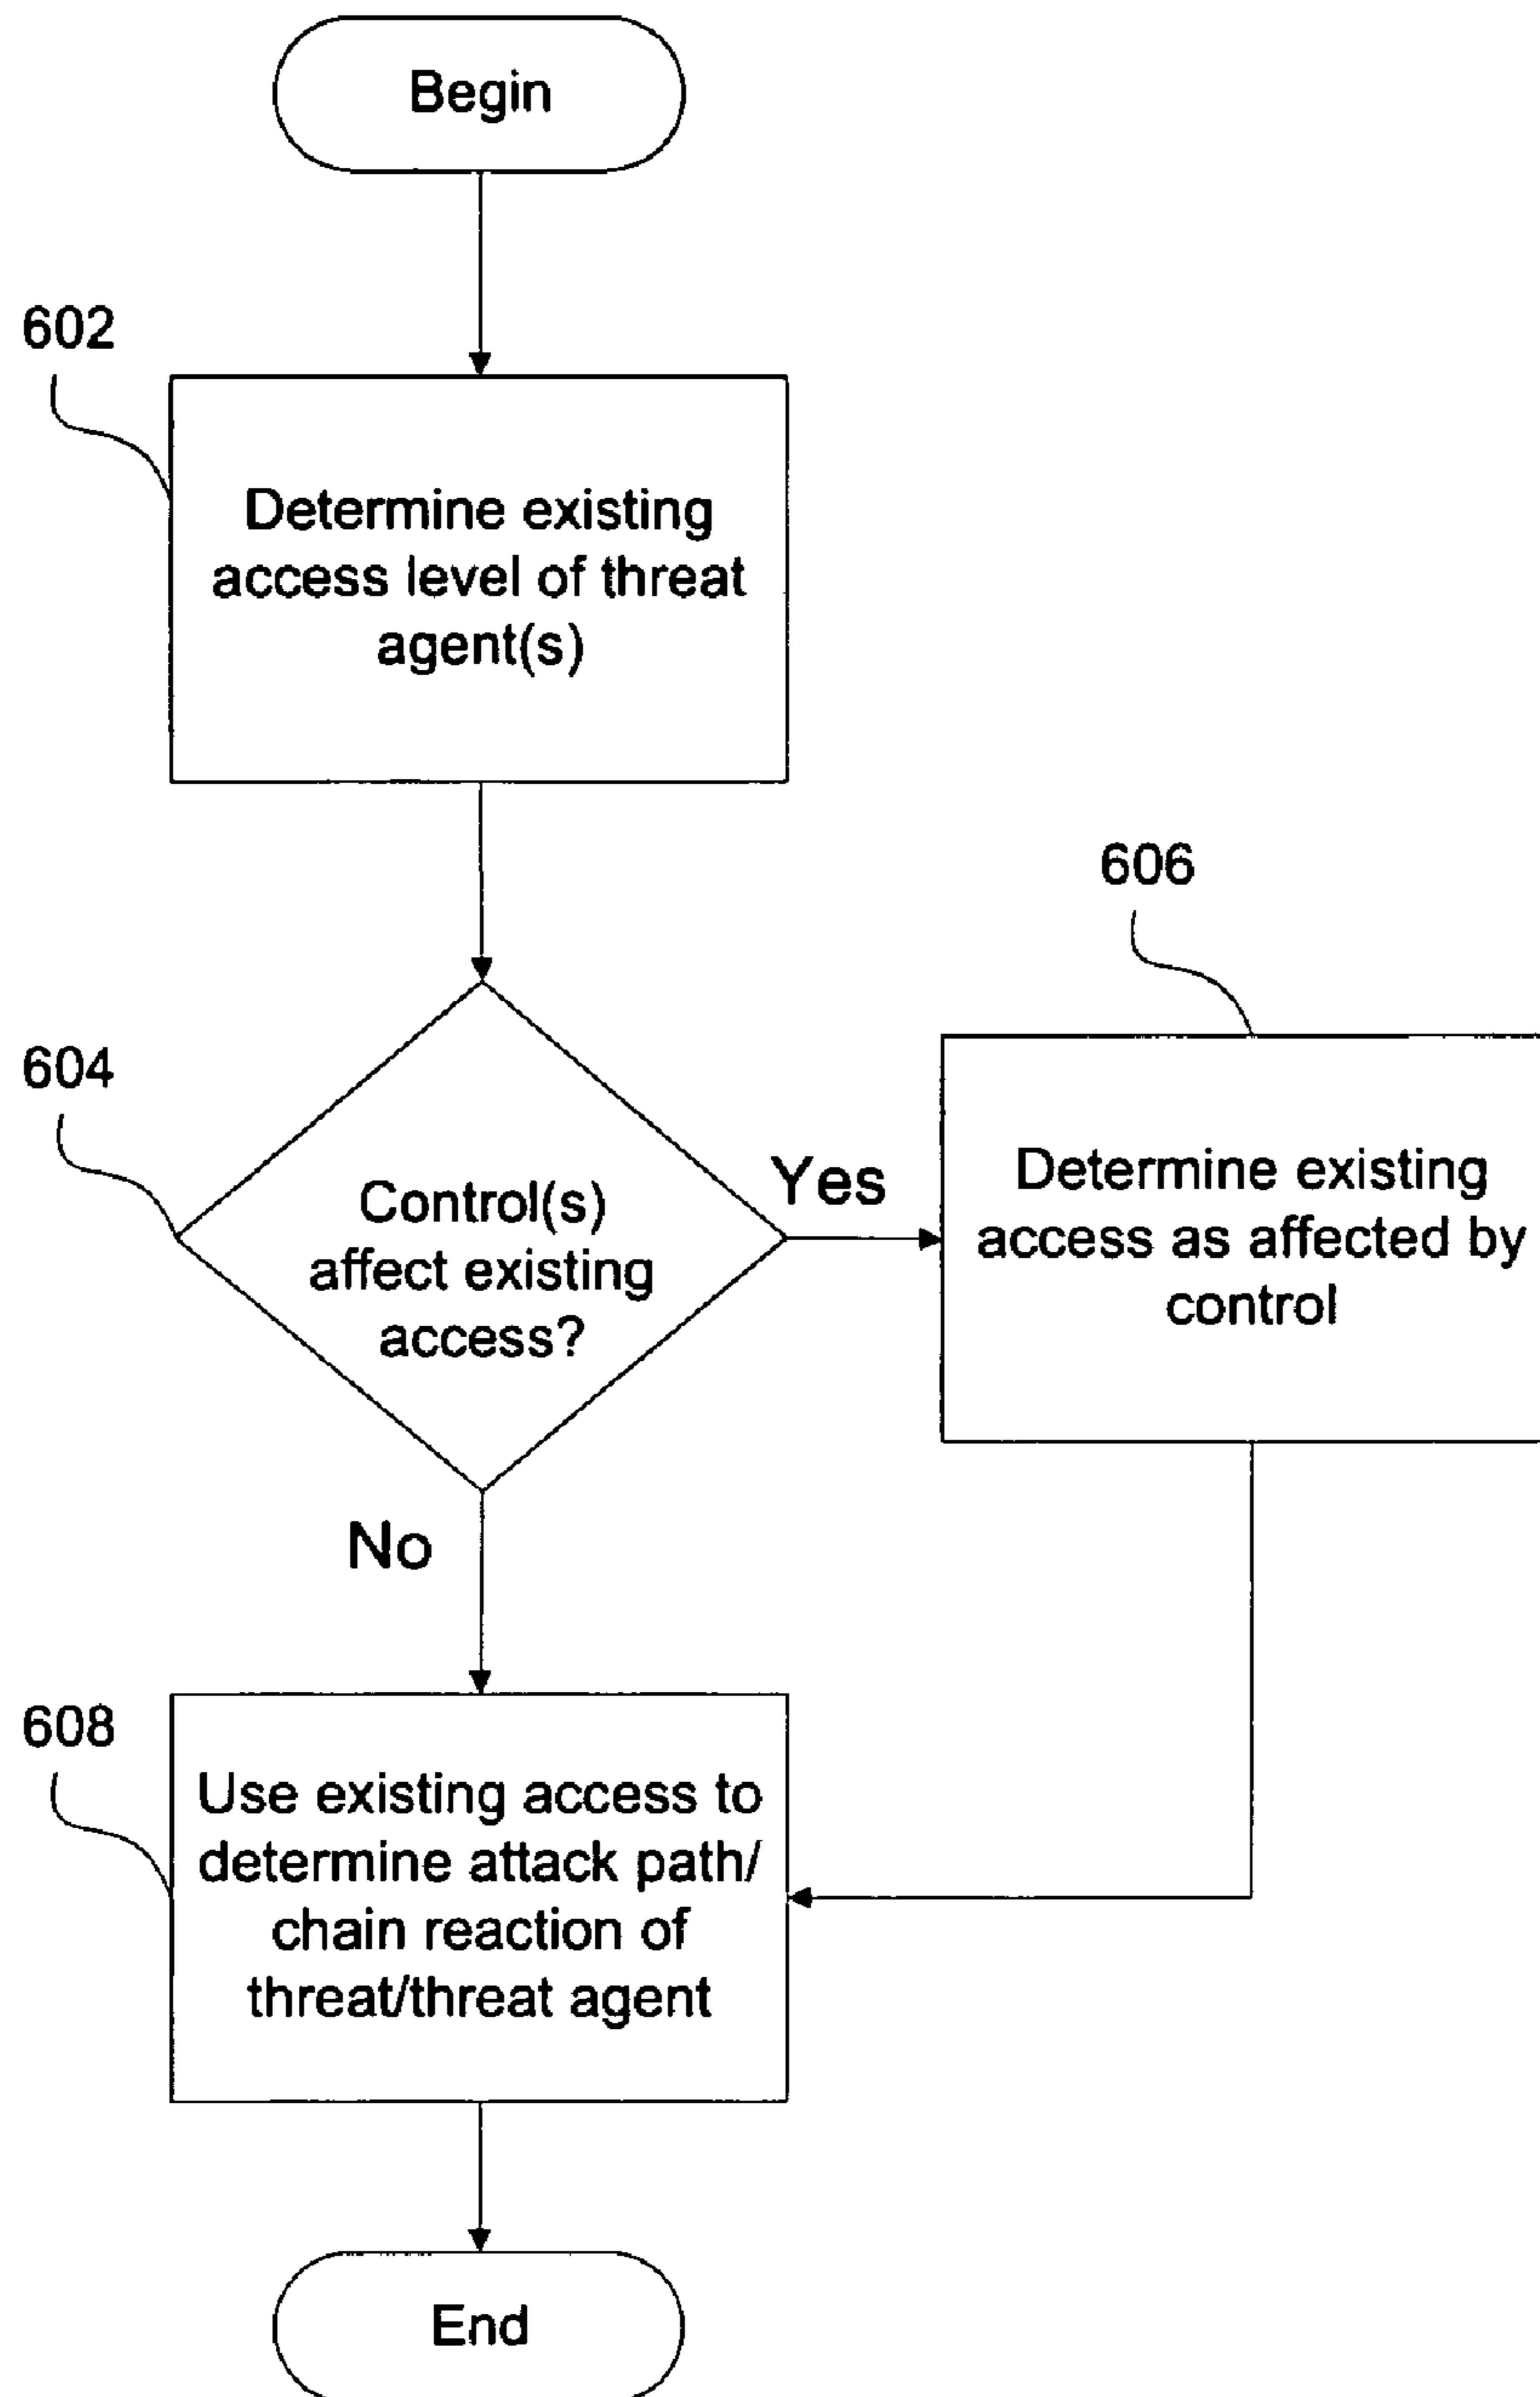 Begin
602
Determine existing
access level of threat
agent(s)
606
604
Control(s)
affect existing
access?
Yes
Determine existing
access as affected by
control
No
608
Use existing access to
determine attack path/
chain reaction of
threat/threat agent
End